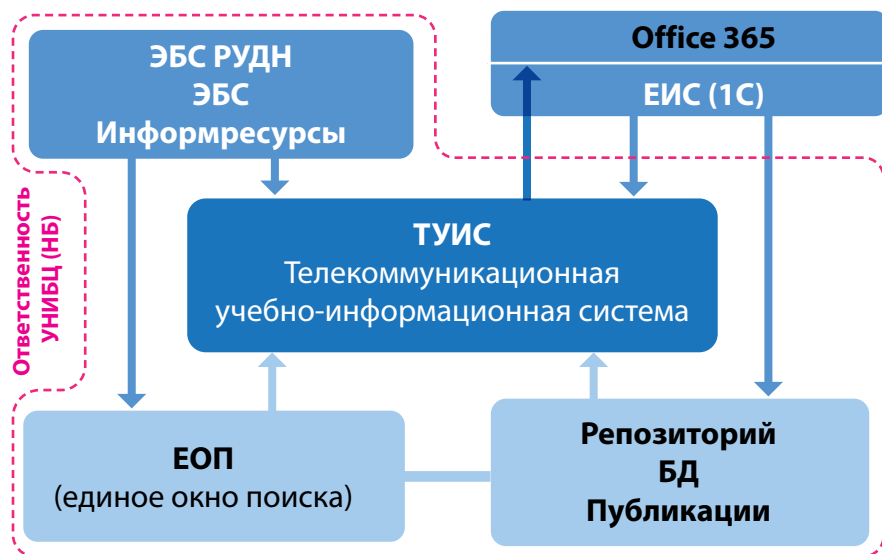 ЭБС РУДН
ЭБС
Информресурсы
Office 365
ЕИС (1С)
Ответственность
УНИБЦ (НБ)
ТУИС
Телекоммуникационная
учебно-информационная система
ЕОП
(единое окно поиска)
Репозиторий
БД
Публикации